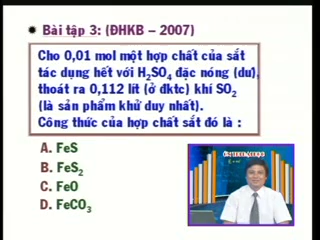 Bài tập 3: (ĐHKB – 2007)
Cho 0,01 mol một hợp chất của sắt
tác dụng hết với H₂SO₄ đặc nóng (dư),
thoát ra 0,112 lít (ở đktc) khí SO₂
(là sản phẩm khử duy nhất).
Công thức của hợp chất sắt đó là :
A. FeS
B. FeS₂
C. FeO
D. FeCO₃